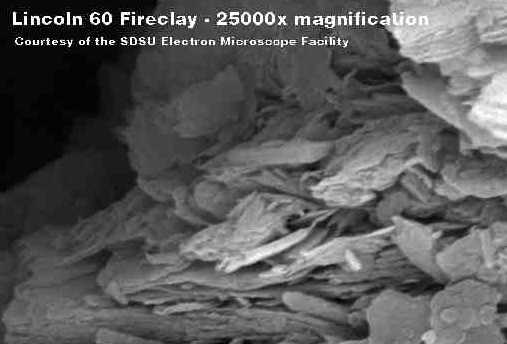 Lincoln 60 Fireclay - 25000x magnification
Courtesy of the SDSU Electron Microscope Facility